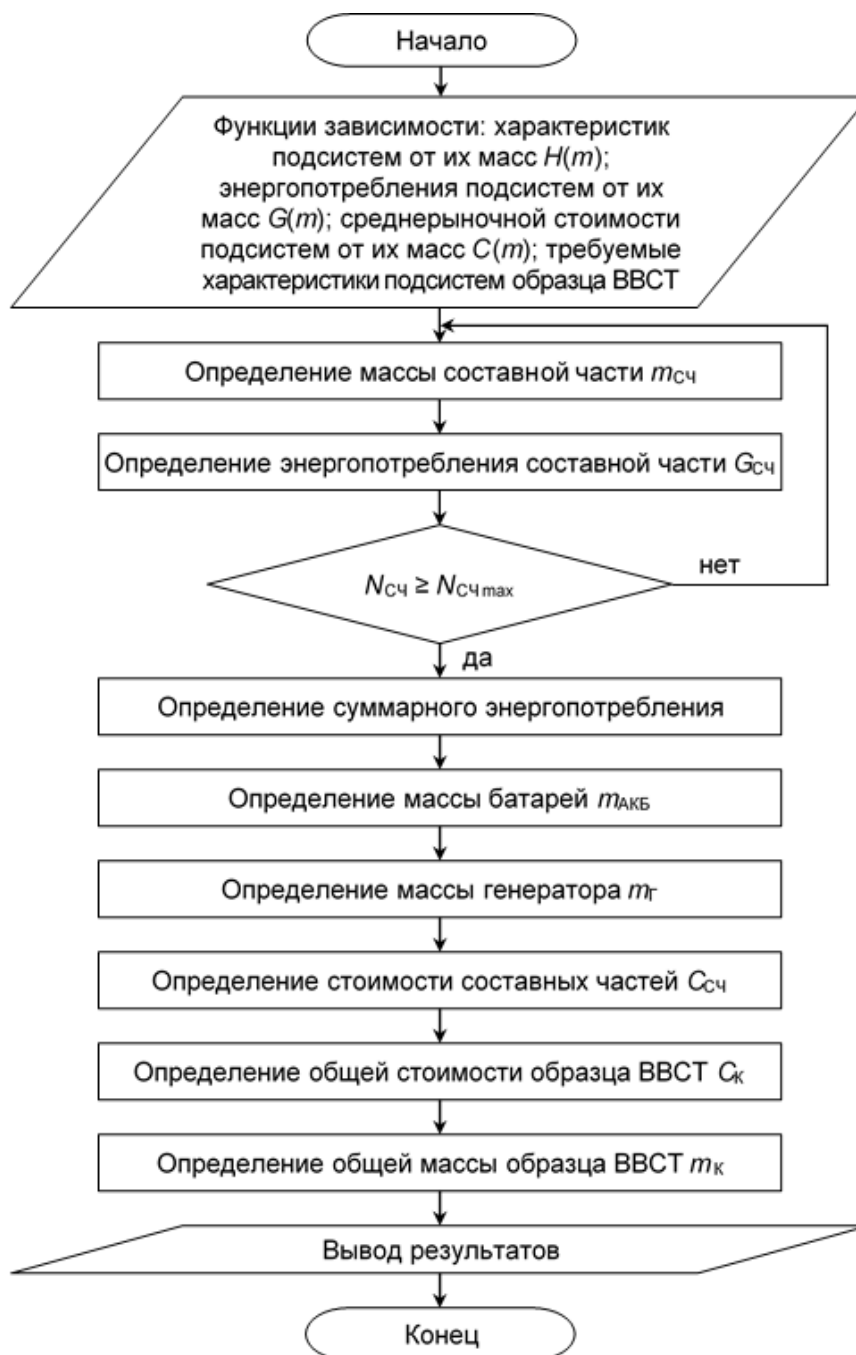 Начало
Функции зависимости: характеристик
подсистем от их масс H(m);
энергопотребления подсистем от их
масс G(m); среднерыночной стоимости
подсистем от их масс C(m); требуемые
характеристики подсистем образца ВВСТ
Определение массы составной части mСЧ
Определение энергопотребления составной части GСЧ
NСЧ ≥ NСЧ max
нет
да
Определение суммарного энергопотребления
Определение массы батарей mАКБ
Определение массы генератора mГ
Определение стоимости составных частей CСЧ
Определение общей стоимости образца ВВСТ CК
Определение общей массы образца ВВСТ mК
Вывод результатов
Конец